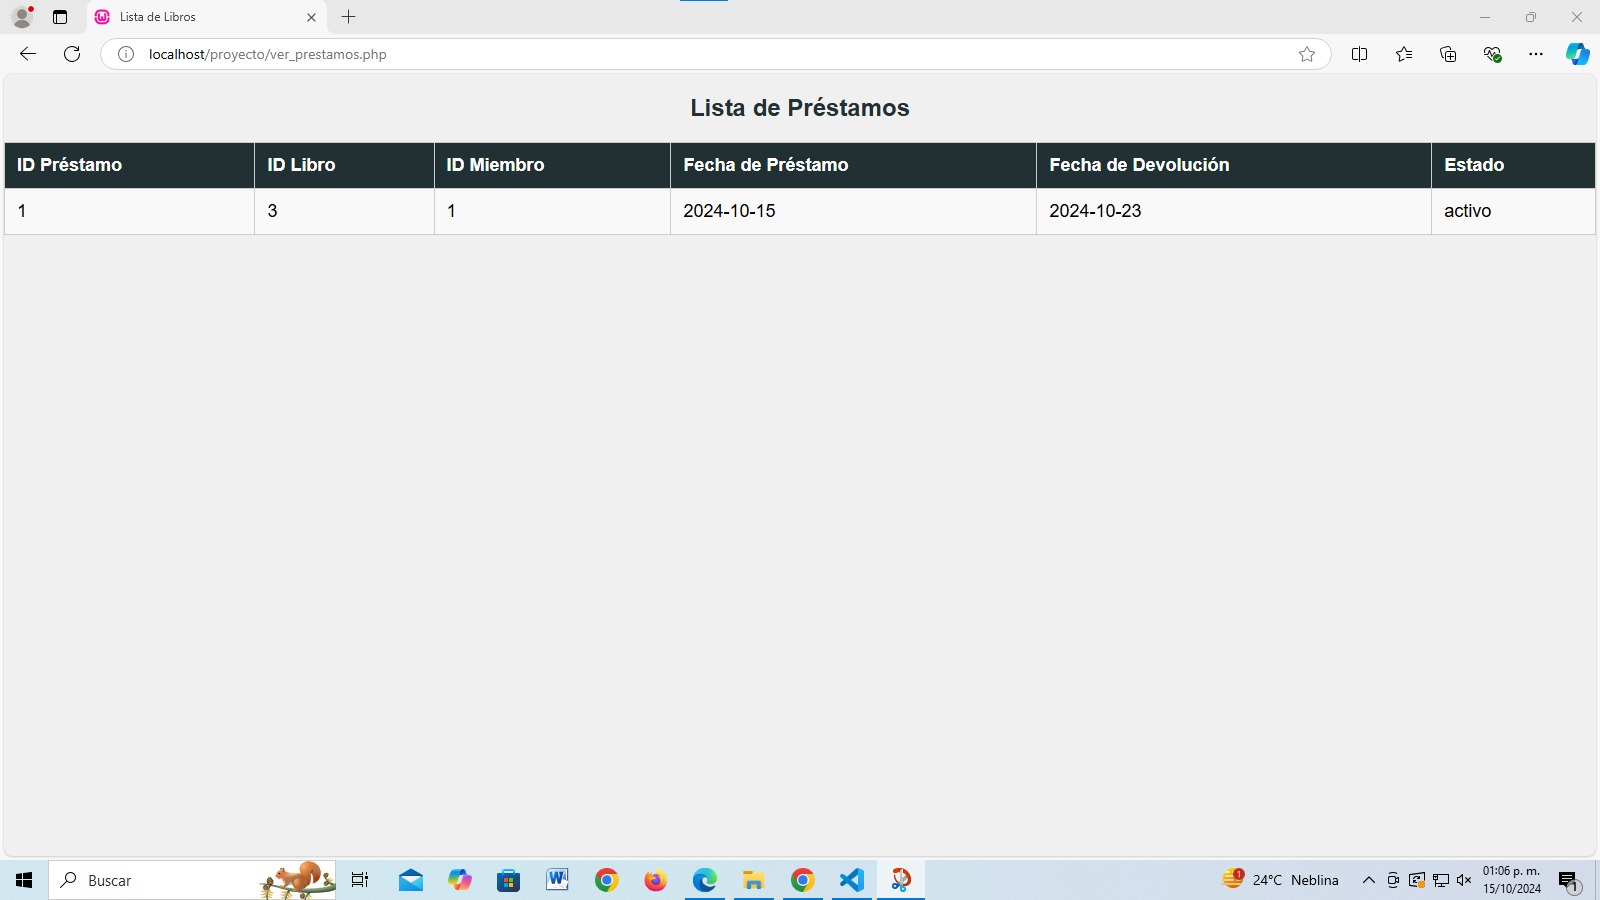 Lista de Libros
localhost/proyecto/ver_prestamos.php
Lista de Préstamos
ID Préstamo ID Libro ID Miembro Fecha de Préstamo Fecha de Devolución Estado
1 3 1 2024-10-15 2024-10-23 activo
Buscar
W
1
24°C Neblina
01:06 p. m.
15/10/2024
1